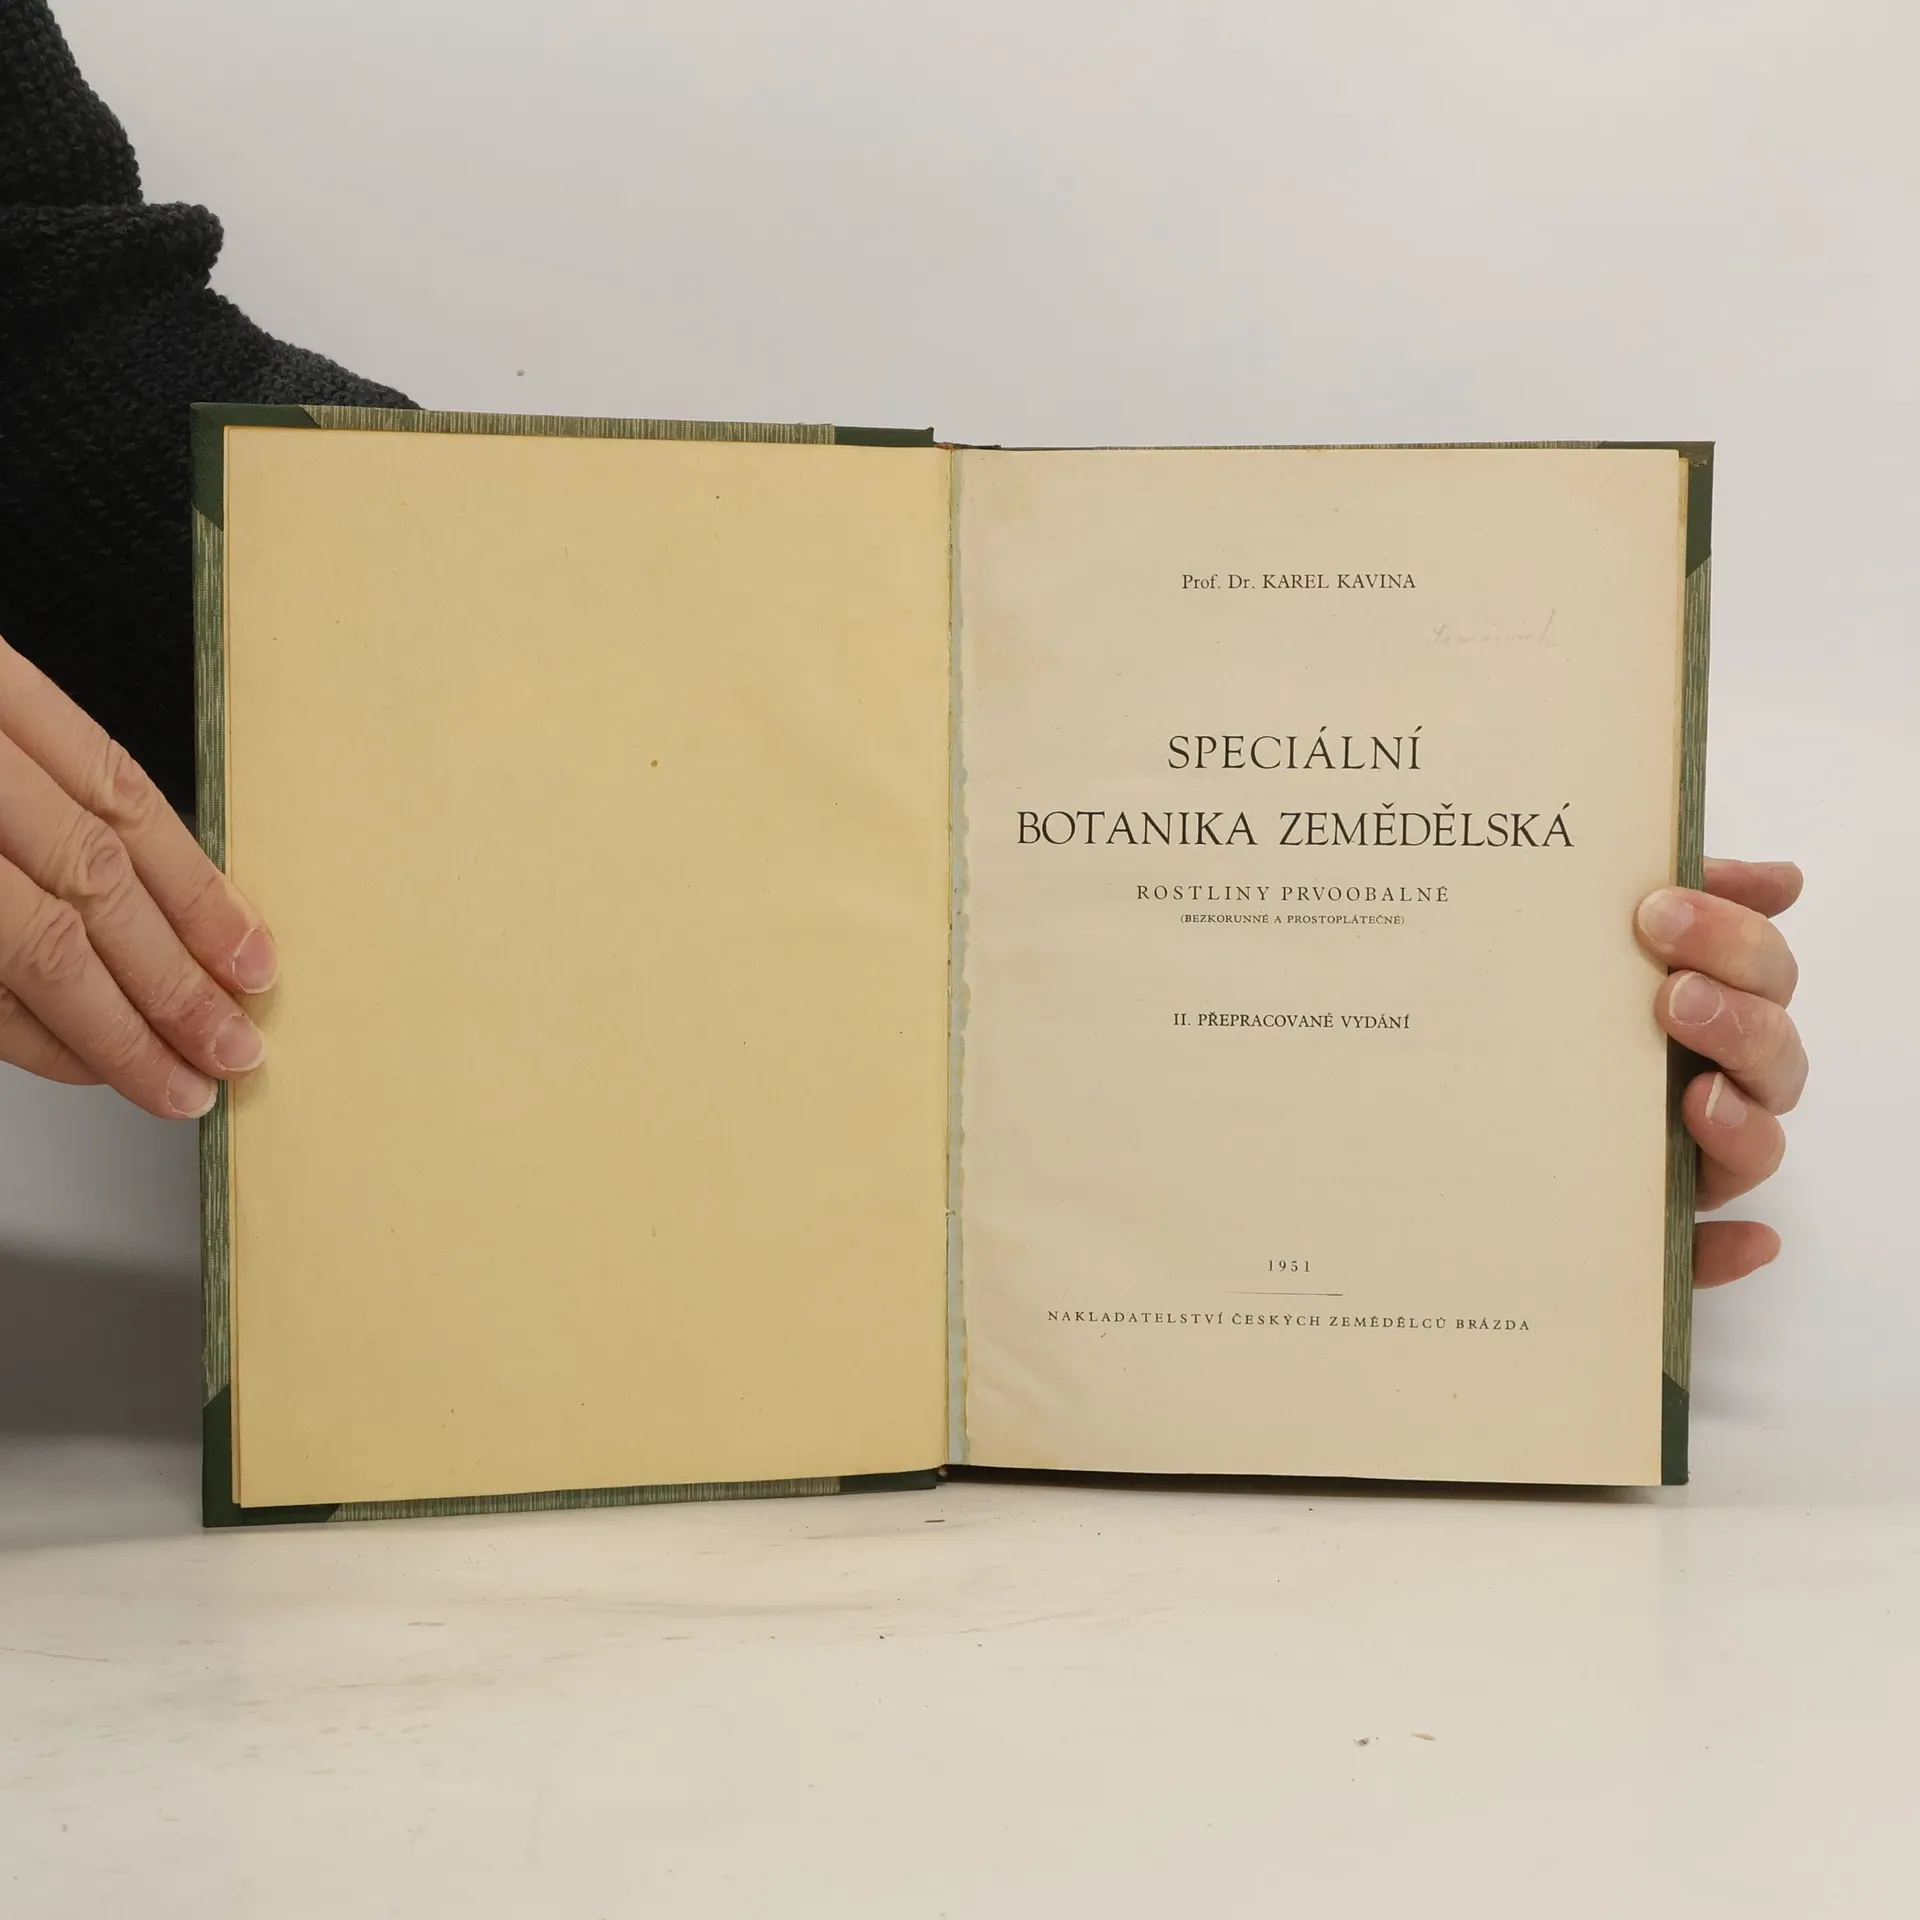 Prof. Dr. KAREL KAVINA
SPECIÁLNÍ
BOTANIKA ZEMĚDĚLSKÁ
ROSTLINY PRVOOBALNÉ
(BEZKORUNNÉ A PROSTOPLÁTEČNÉ)
II. PŘEPRACOVANÉ VYDÁNÍ
1951
NAKLADATELSTVÍ ČESKÝCH ZEMĚDĚLCŮ BRÁZDA